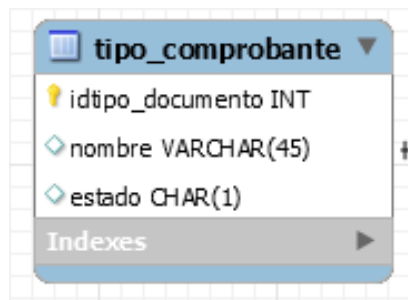 tipo_comprobante
idtipo_documento INT
nombre VARCHAR(45)
estado CHAR(1)
Indexes